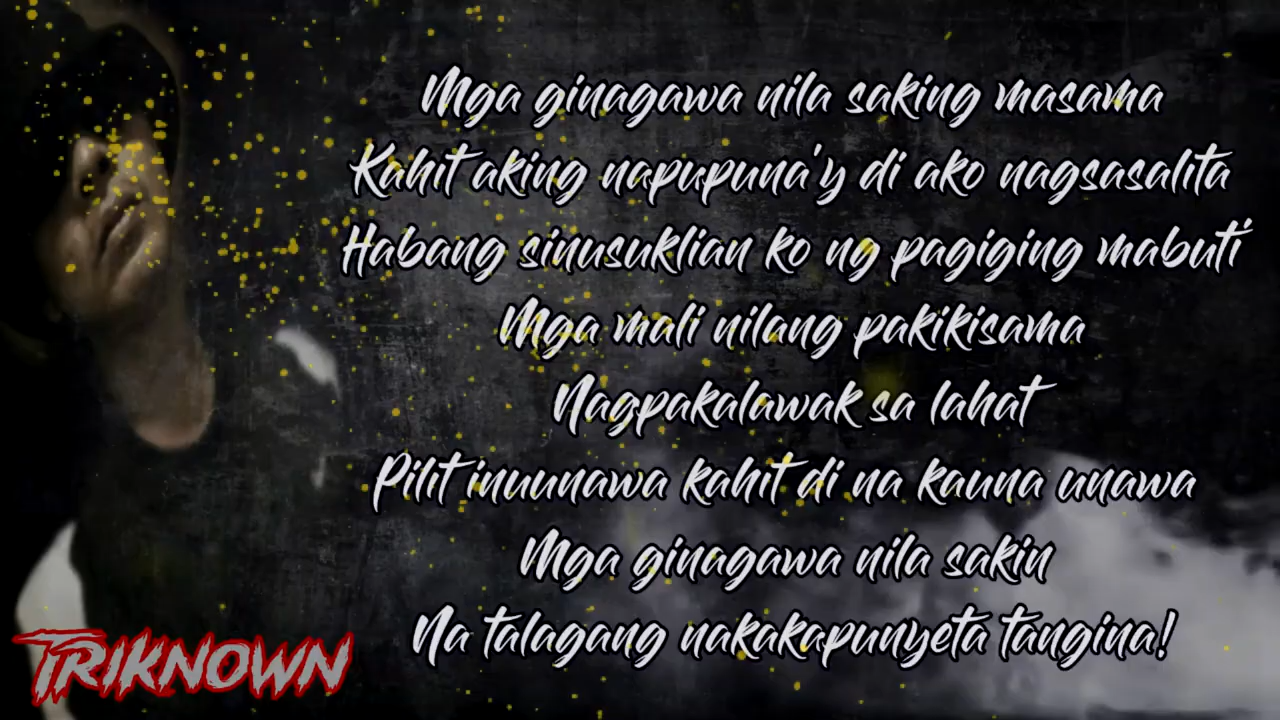 Mga ginagawa nila saking masama
Kahit aking napupuna'y di ako nagsasalita
Habang sinusuklian ko ng pagiging mabuti
Mga mali nilang pakikisama
Nagpakalawak sa lahat
Pilit inuunawa kahit di na kauna unawa
Mga ginagawa nila sakin
Na talagang nakakapunyeta tangina!
TRIKNOWN